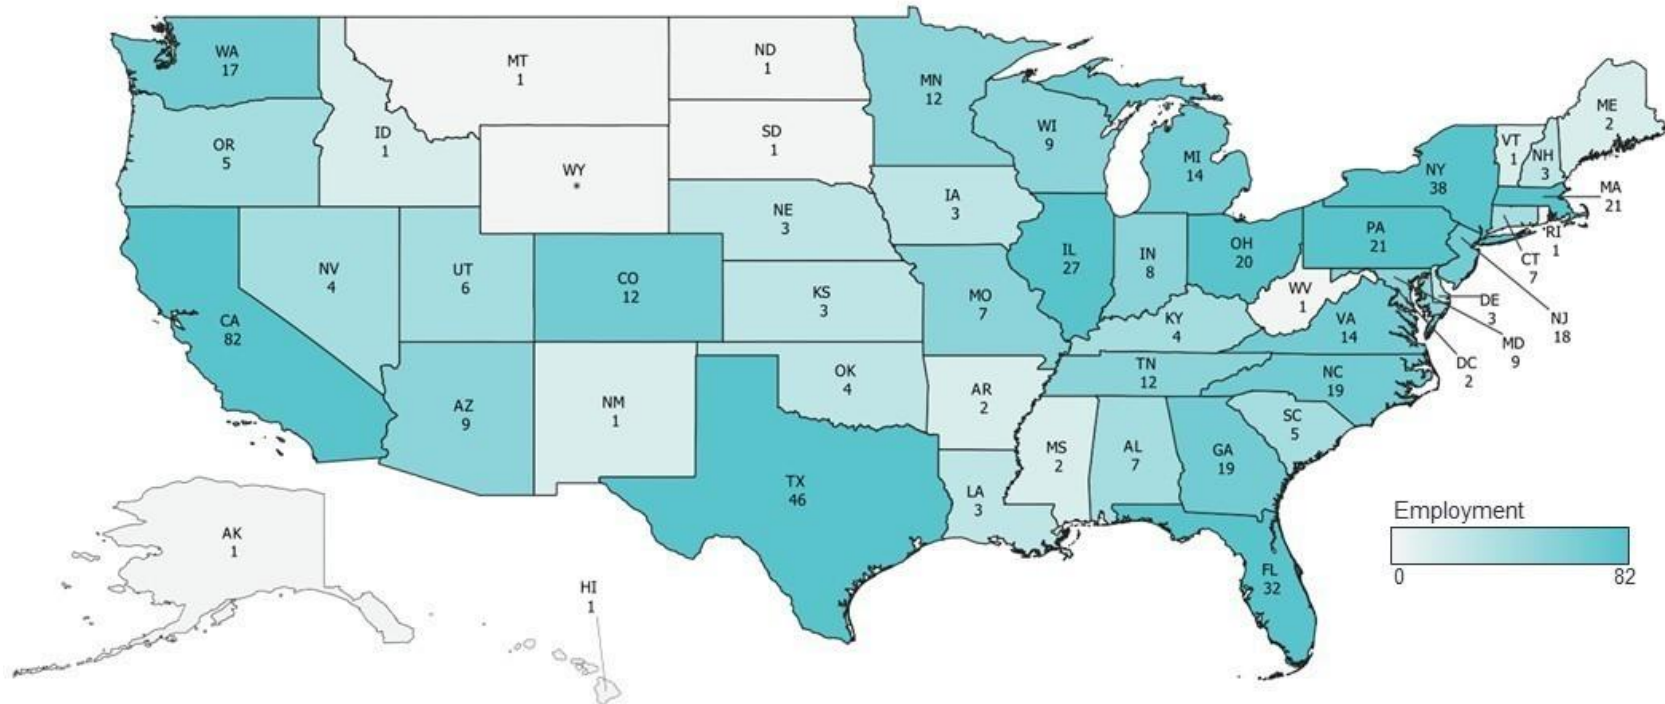 WA
17
MT
1
ND
1
MN
12
ME
2
ID
1
OR
5
SD
1
WI
9
MI
14
VT
1
NH
3
NY
38
MA
21
WY
*
NE
3
IA
3
PA
21
RI
1
CT
7
NV
4
UT
6
CO
12
IL
27
IN
8
OH
20
CA
82
KS
3
MO
7
WV
1
VA
14
DE
3
NJ
18
MD
9
DC
2
KY
4
OK
4
TN
12
NC
19
AZ
9
NM
1
AR
2
SC
5
MS
2
AL
7
GA
19
TX
46
LA
3
Employment
0
82
AK
1
FL
32
HI
1